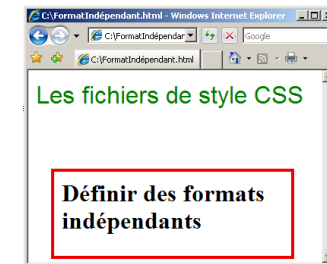 C:\FormatIndépendant.html - Windows Internet Explorer
C:\FormatIndépendar
Google
C:\FormatIndépendant.html
Les fichiers de style CSS
Définir des formats
indépendants